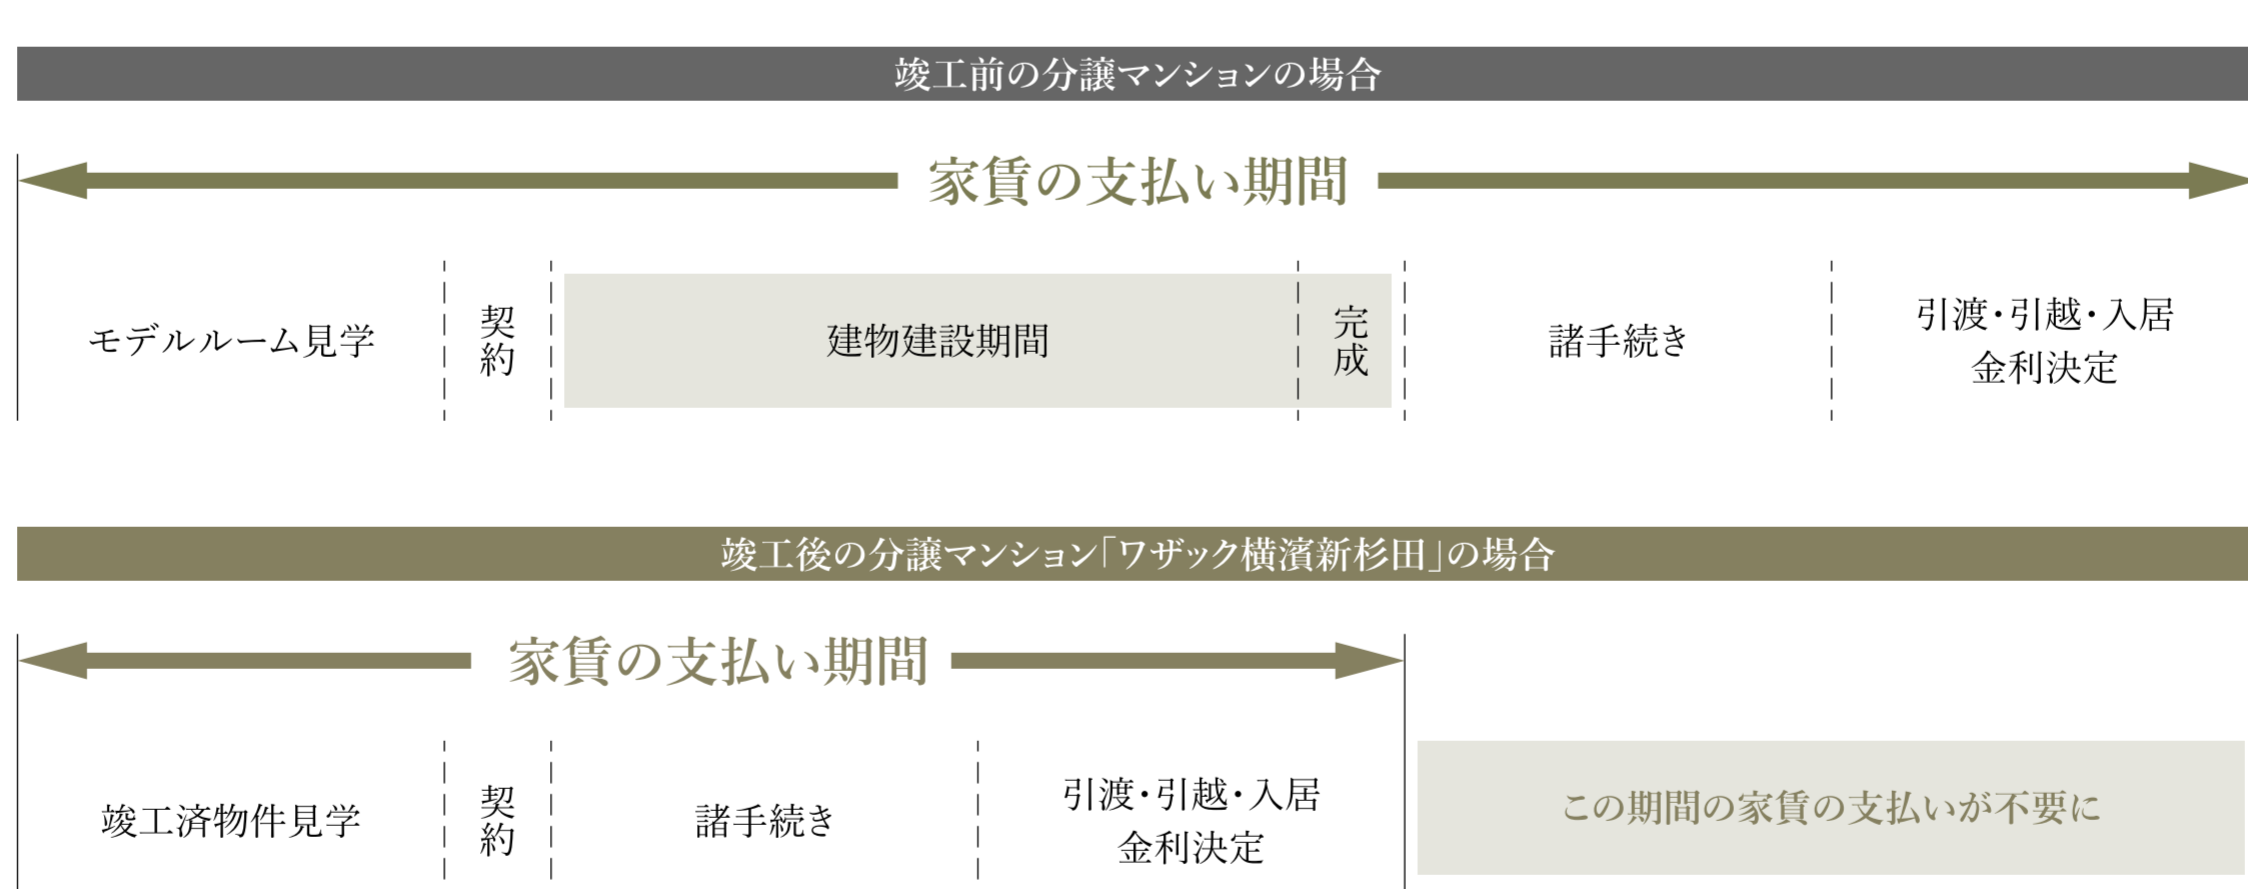 竣工前の分譲マンションの場合
家賃の支払い期間
モデルルーム見学
契約
建物建設期間
完成
諸手続き
引渡・引越・入居
金利決定
竣工後の分譲マンション「ワザック横濱新杉田」の場合
家賃の支払い期間
竣工済物件見学
契約
諸手続き
引渡・引越・入居
金利決定
この期間の家賃の支払いが不要に